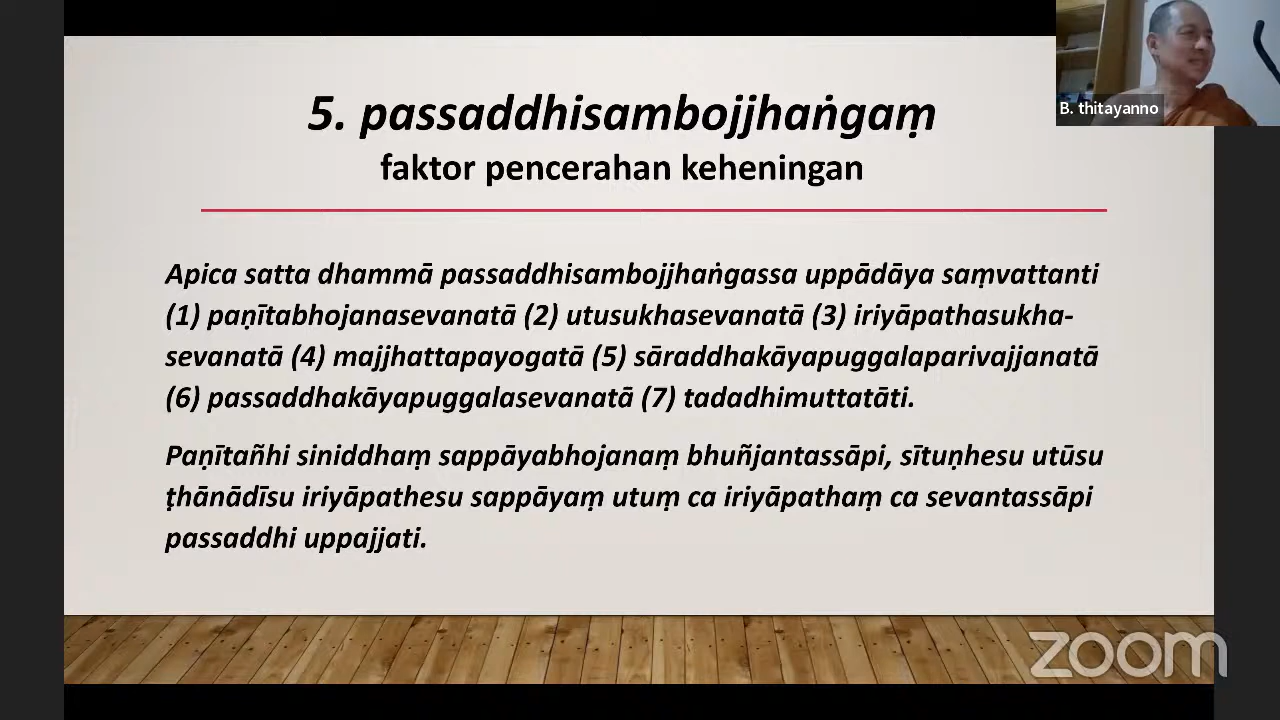 5. passaddhisambojjhaṅgaṃ
faktor pencerahan keheningan
B. thitayanno
Apica satta dhammā passaddhisambojjhaṅgassa uppādāya saṃvattanti
(1) paṇītabhojanasevanatā (2) utusukhasevanatā (3) iriyāpathasukha-
sevanatā (4) majjhattapayogatā (5) sāraddhakāyapuggalaparivajjanatā
(6) passaddhakāyapuggalasevanatā (7) tadadhimuttatāti.
Paṇītañhi siniddhaṃ sappāyabhojanaṃ bhuñjantassāpi, sītuṇhesu utūsu
ṭhānādīsu iriyāpathesu sappāyaṃ utuṃ ca iriyāpathaṃ ca sevantassāpi
passaddhi uppajjati.
zoom